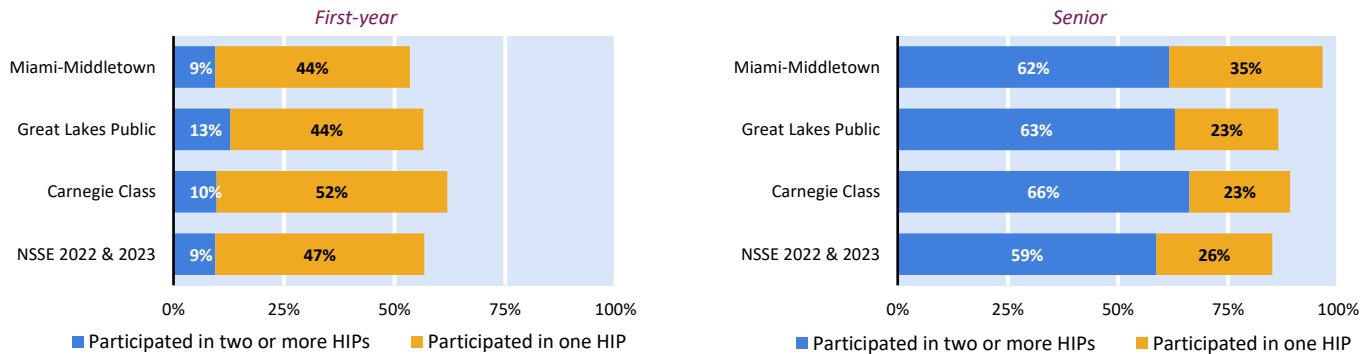 First-year
Miami-Middletown 9% 44%
Great Lakes Public 13% 44%
Carnegie Class 10% 52%
NSSE 2022 & 2023 9% 47%
0% 25% 50% 75% 100%
Participated in two or more HIPs Participated in one HIP
Senior
Miami-Middletown 62% 35%
Great Lakes Public 63% 23%
Carnegie Class 66% 23%
NSSE 2022 & 2023 59% 26%
0% 25% 50% 75% 100%
Participated in two or more HIPs Participated in one HIP